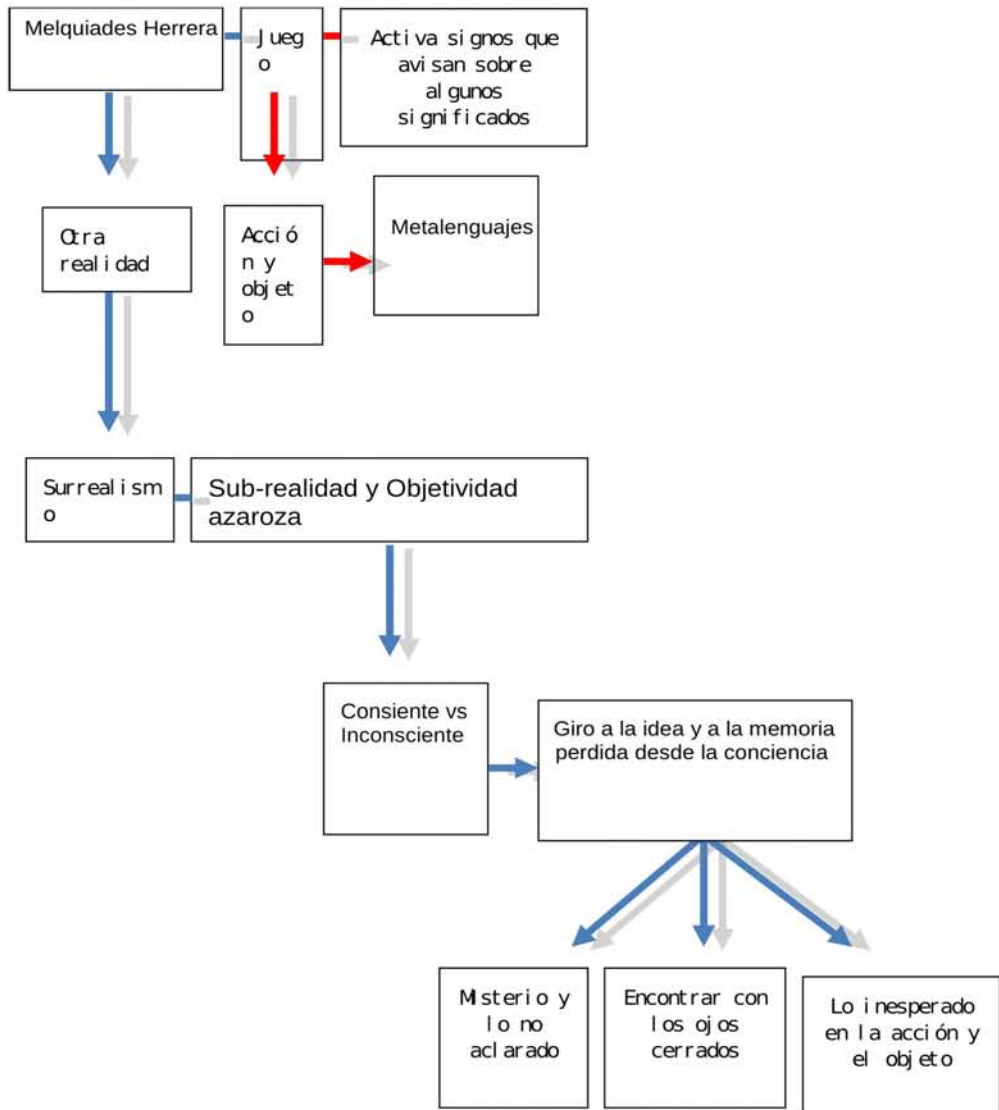 Melquiades Herrera
Jueg
o
Activa signos que
avisan sobre
algunos
significados
Otra
realidad
Acció
n y
objet
o
Metalenguajes
Surrealism
o
Sub-realidad y Objetividad
azaroza
Consiente vs
Inconsciente
Giro a la idea y a la memoria
perdida desde la conciencia
Misterio y
lo no
aclarado
Encontrar con
los ojos
cerrados
Lo inesperado
en la acción y
el objeto